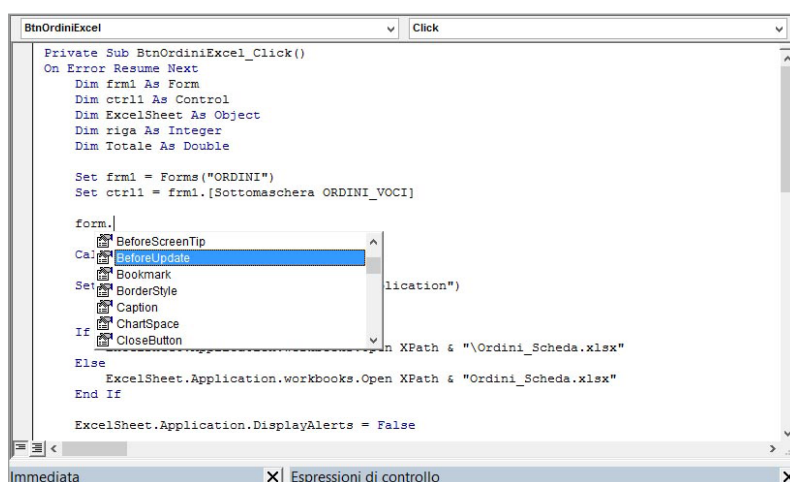 BtnOrdiniExcel
Click
Private Sub BtnOrdiniExcel_Click()
On Error Resume Next
Dim frm1 As Form
Dim ctrl1 As Control
Dim ExcelSheet As Object
Dim riga As Integer
Dim Totale As Double
Set frm1 = Forms("ORDINI")
Set ctrl1 = frm1.[Sottomaschera ORDINI_VOCI]
form.
BeforeScreenTip
Cal BeforeUpdate
Bookmark
Set BorderStyle lication")
Caption
ChartSpace
If CloseButton
n XPath & "\Ordini_Scheda.xlsx"
Else
ExcelSheet.Application.workbooks.Open XPath & "Ordini_Scheda.xlsx"
End If
ExcelSheet.Application.DisplayAlerts = False
Immediata
Espressioni di controllo